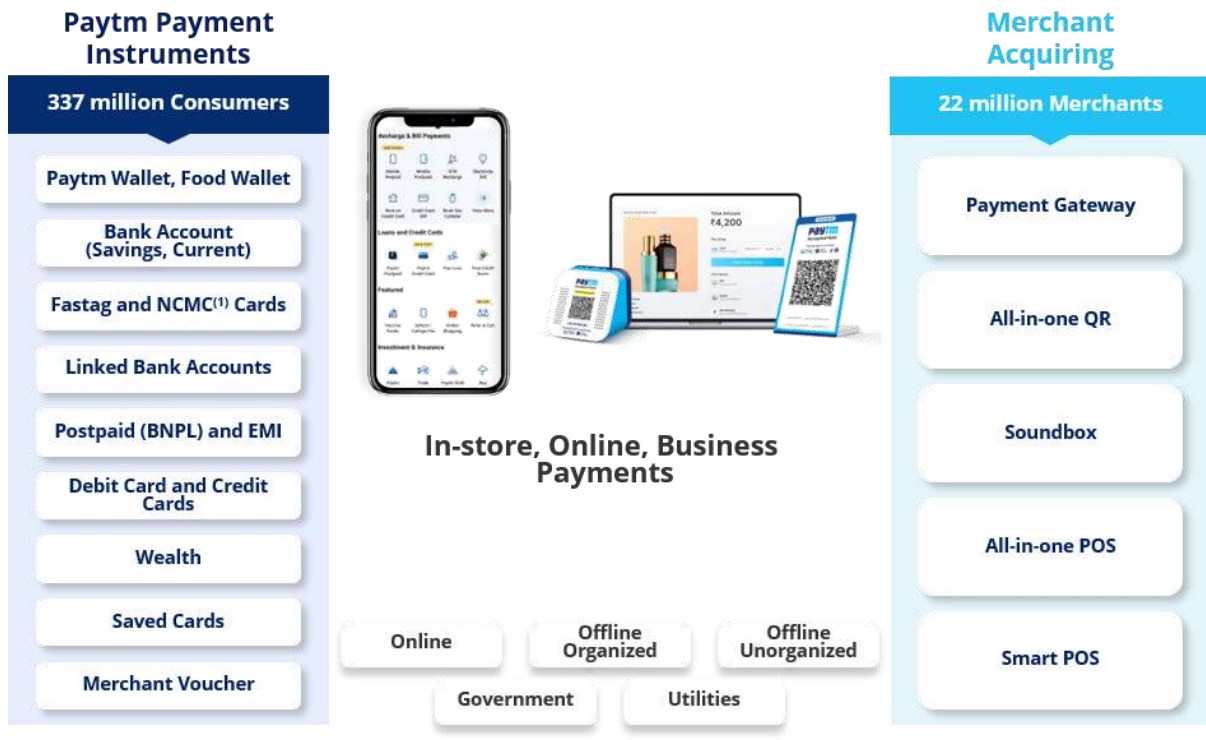 Paytm Payment
Instruments
337 million Consumers
Paytm Wallet, Food Wallet
Bank Account
(Savings, Current)
Fastag and NCMC(1) Cards
Linked Bank Accounts
Postpaid (BNPL) and EMI
Debit Card and Credit
Cards
Wealth
Saved Cards
Merchant Voucher
Recharge & Bill Payments
Loans and Credit Cards
Featured
Investment & Insurance
Total Amount
₹4,200
paytm
paytm
In-store, Online, Business
Payments
Online
Offline
Organized
Offline
Unorganized
Government
Utilities
Merchant
Acquiring
22 million Merchants
Payment Gateway
All-in-one QR
Soundbox
All-in-one POS
Smart POS